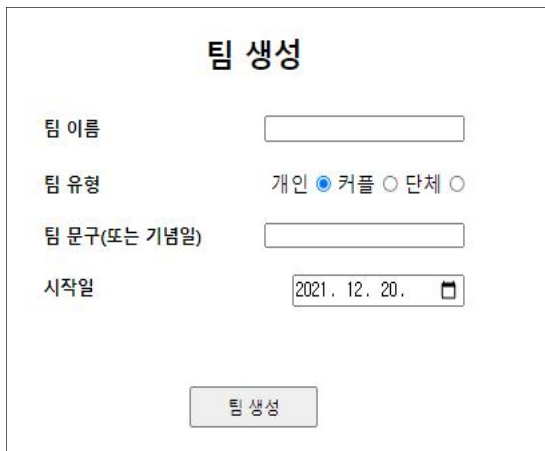 팀 생성
팀 이름
팀 유형 개인 커플 단체
팀 문구(또는 기념일)
시작일 2021. 12. 20.
팀 생성